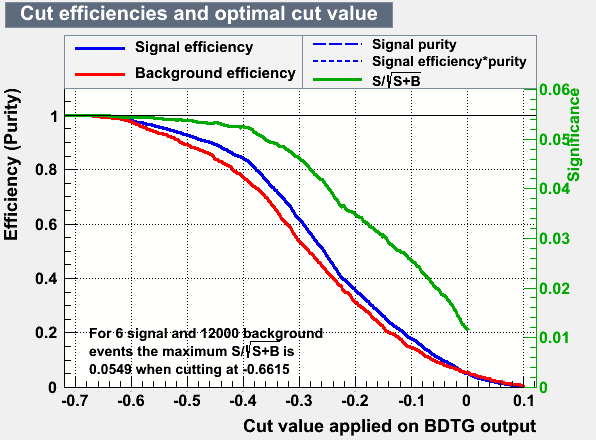 Cut efficiencies and optimal cut value
Signal efficiency
Background efficiency
Signal purity
Signal efficiency*purity
S/√S+B
Efficiency (Purity)
1
0.8
0.6
0.4
0.2
0
0.06
0.05
0.04
0.03
0.02
0.01
0
Significance
For 6 signal and 12000 background
events the maximum S/√S+B is
0.0549 when cutting at -0.6615
-0.7 -0.6 -0.5 -0.4 -0.3 -0.2 -0.1 0 0.1
Cut value applied on BDTG output